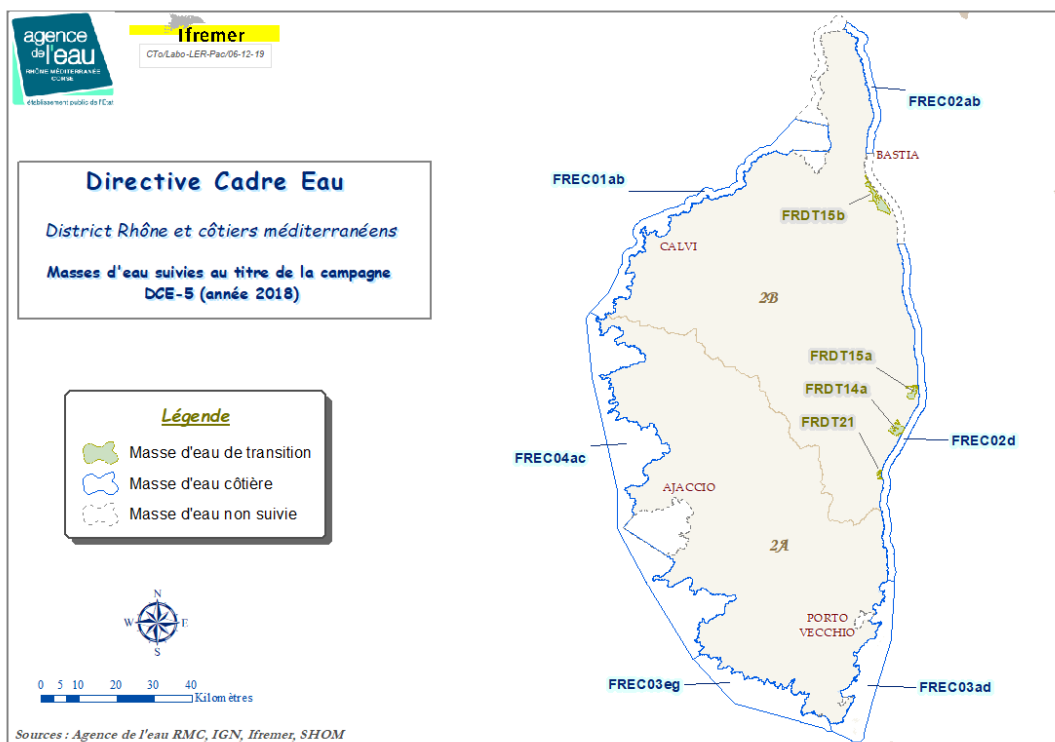 agence
de l'eau
RHÔNE MÉDITERRANÉE
CORSE
établissement public de l'Etat
Ifremer
CTo/Labo-LER-Pac/06-12-19
Directive Cadre Eau
District Rhône et côtiers méditerranéens
Masses d'eau suivies au titre de la campagne
DCE-5 (année 2018)
FREC02ab
BASTIA
FREC01ab
FRDT15b
CALVI
2B
FRDT15a
FRDT14a
FRDT21
FREC02d
FREC04ac
AJACCIO
2A
PORTO
VECCHIO
FREC03eg
FREC03ad
Légende
Masse d'eau de transition
Masse d'eau côtière
Masse d'eau non suivie
N
W
E
S
0 5 10 20 30 40
Kilomètres
Sources : Agence de l'eau RMC, IGN, Ifremer, SHOM